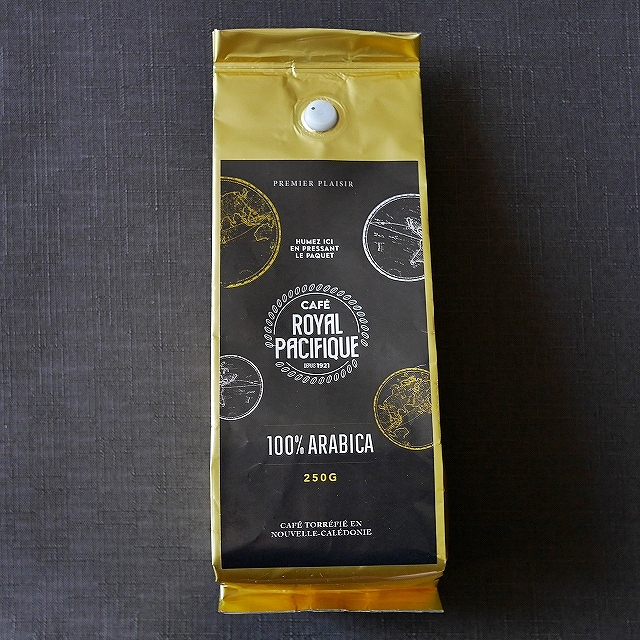 PREMIER PLAISIR
HUMEZ ICI
EN PRESSANT
LE PAQUET
CAFÉ
ROYAL
PACIFIQUE
DEPUIS 1921
100% ARABICA
250G
CAFÉ TORRÉFIÉ EN
NOUVELLE-CALÉDONIE